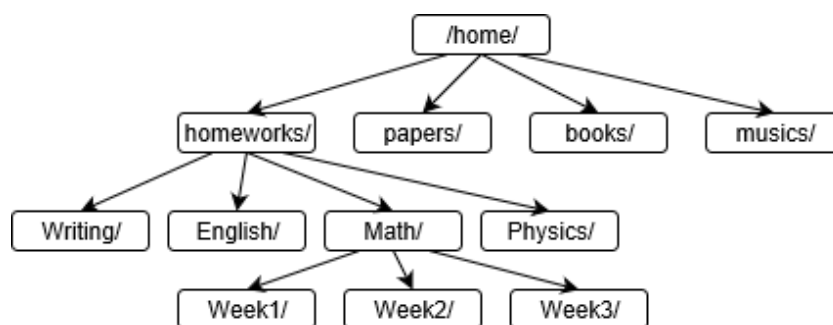 /home/
homeworks/
papers/
books/
musics/
Writing/
English/
Math/
Physics/
Week1/
Week2/
Week3/